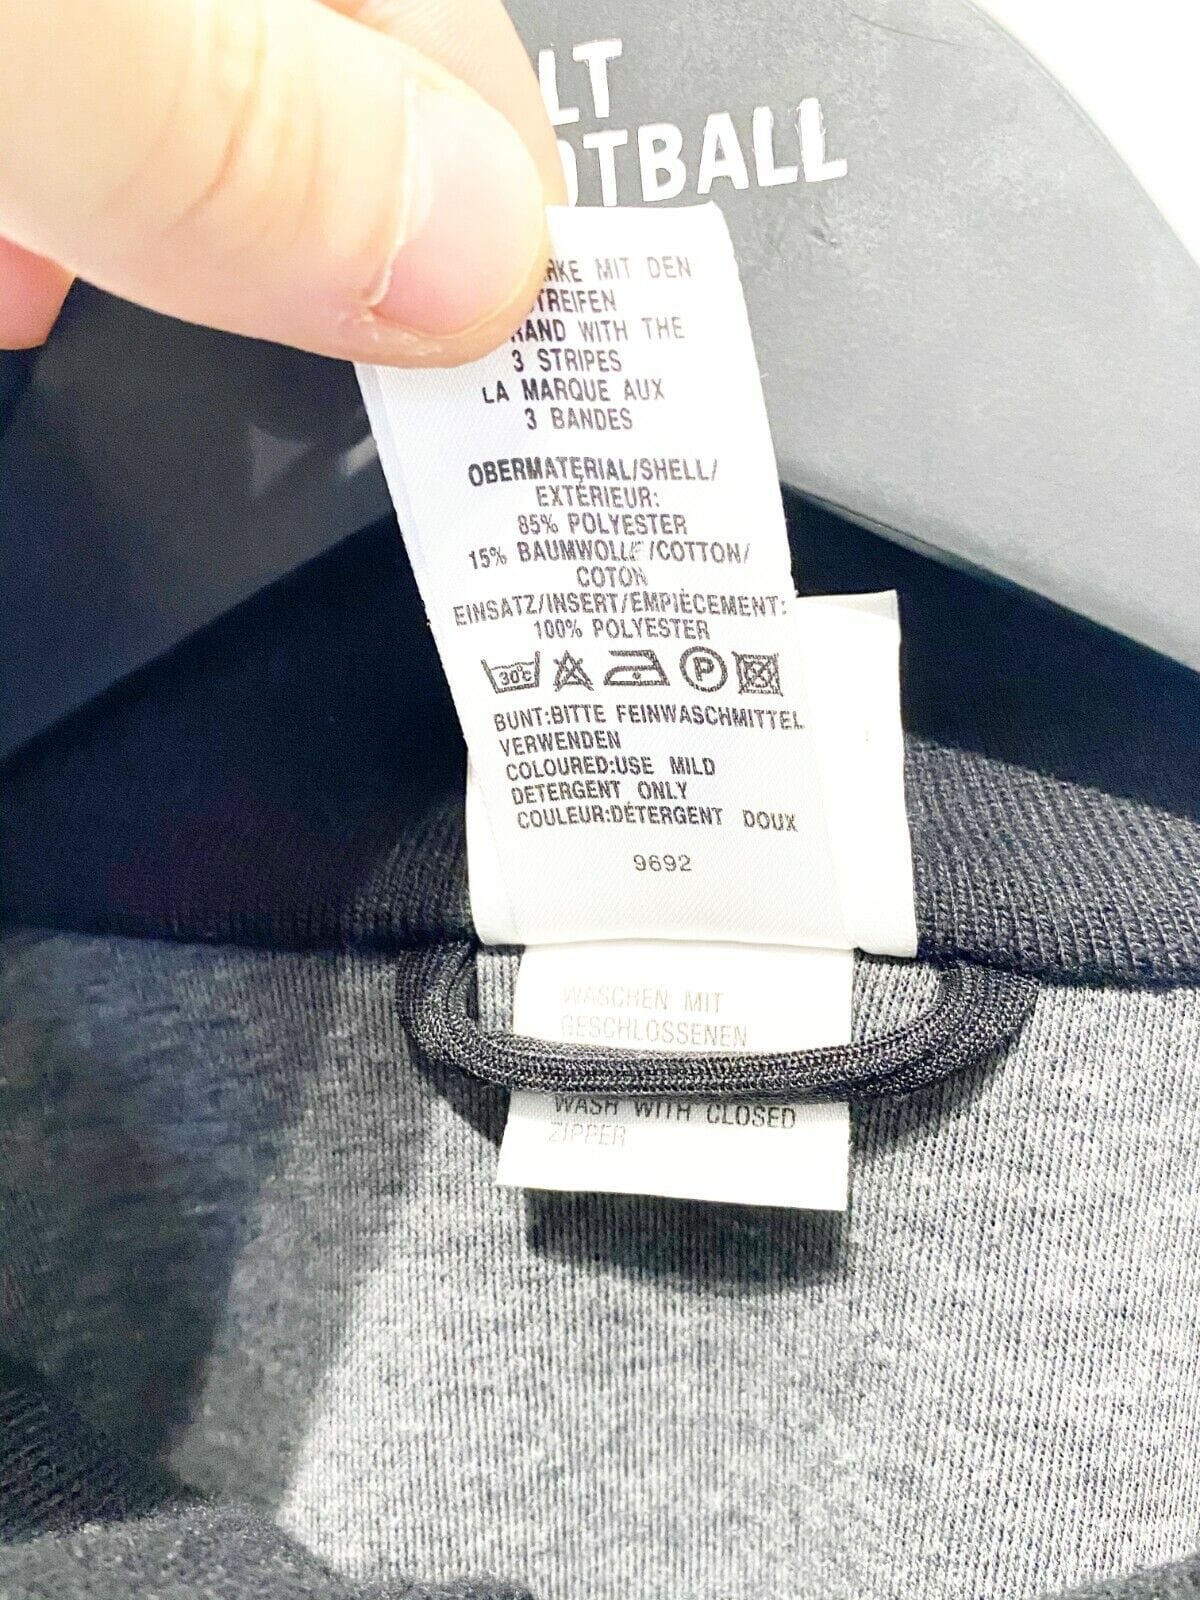 LT
OTBALL
RKE MIT DEN
STREIFEN
RAND WITH THE
3 STRIPES
LA MARQUE AUX
3 BANDES
OBERMATERIAL/SHELL/
EXTÉRIEUR:
85% POLYESTER
15% BAUMWOLLE/COTTON/
COTON
EINSATZ/INSERT/EMPIÈCEMENT:
100% POLYESTER
30°C
P
BUNT:BITTE FEINWASCHMITTEL
VERWENDEN
COLOURED:USE MILD
DETERGENT ONLY
COULEUR:DÉTERGENT DOUX
9692
WASCHEN MIT
GESCHLOSSENEN
WASH WITH CLOSED
ZIPPER